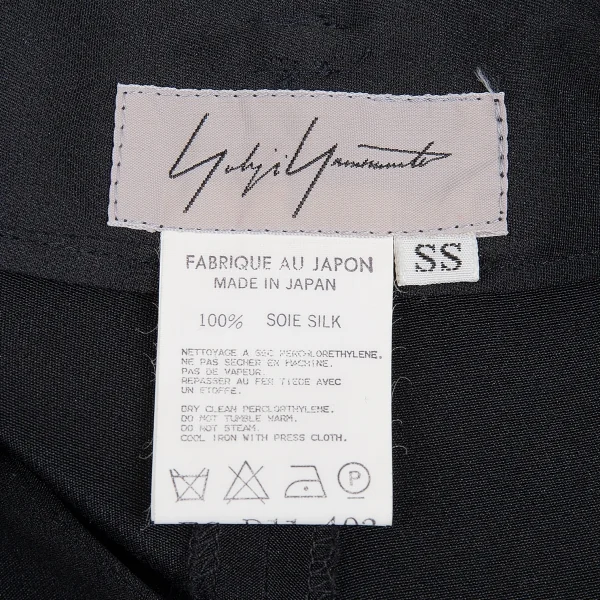 Yohji Yamamoto
SS
FABRIQUE AU JAPON
MADE IN JAPAN
100% SOIE SILK
NETTOYAGE A SEC PERCHLORETHYLENE.
NE PAS SECHER EN MACHINE.
PAS DE VAPEUR
REPASSER AU FER TIEDE AVEC
UN ETOFFE.
DRY CLEAN PERCLORTHYLENE.
DO NOT TUMBLE WARM.
DO NOT STEAM.
COOL IRON WITH PRESS CLOTH.
P